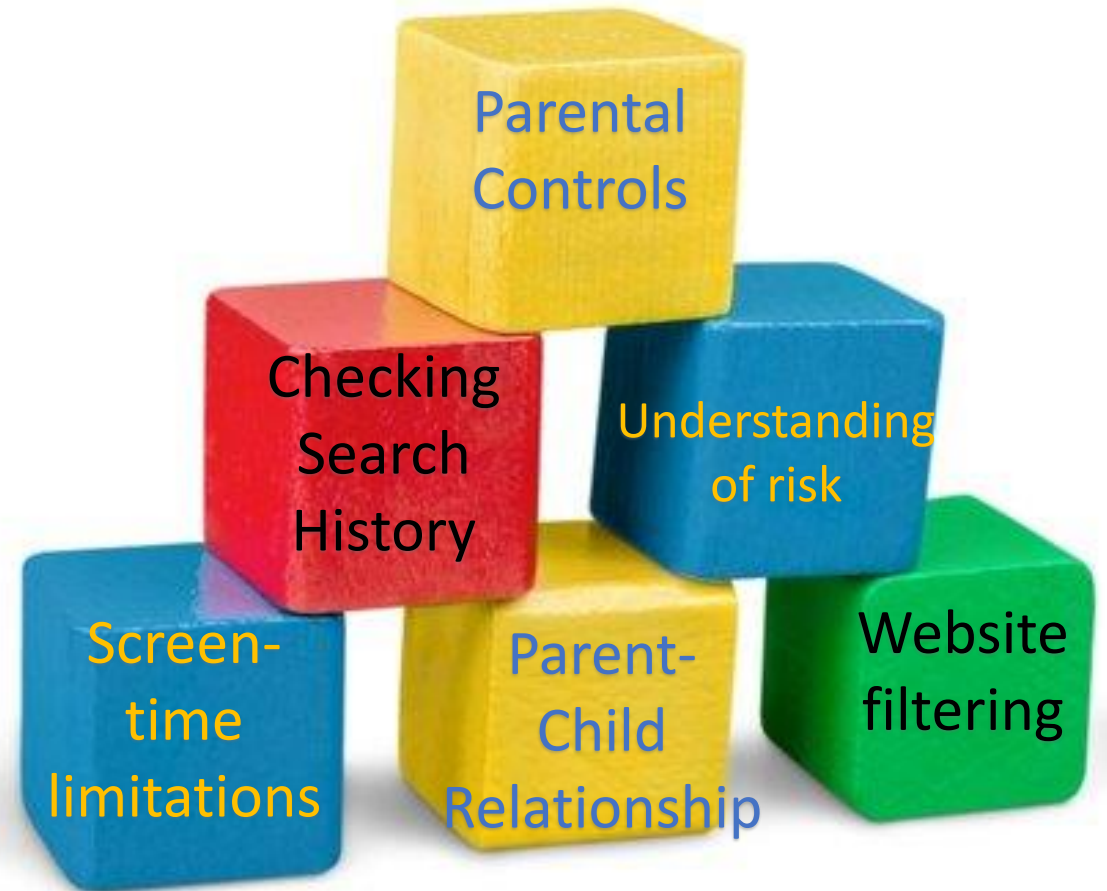 Parental
Controls
Checking
Search
History
Understanding
of risk
Screen-
time
limitations
Parent-
Child
Relationship
Website
filtering